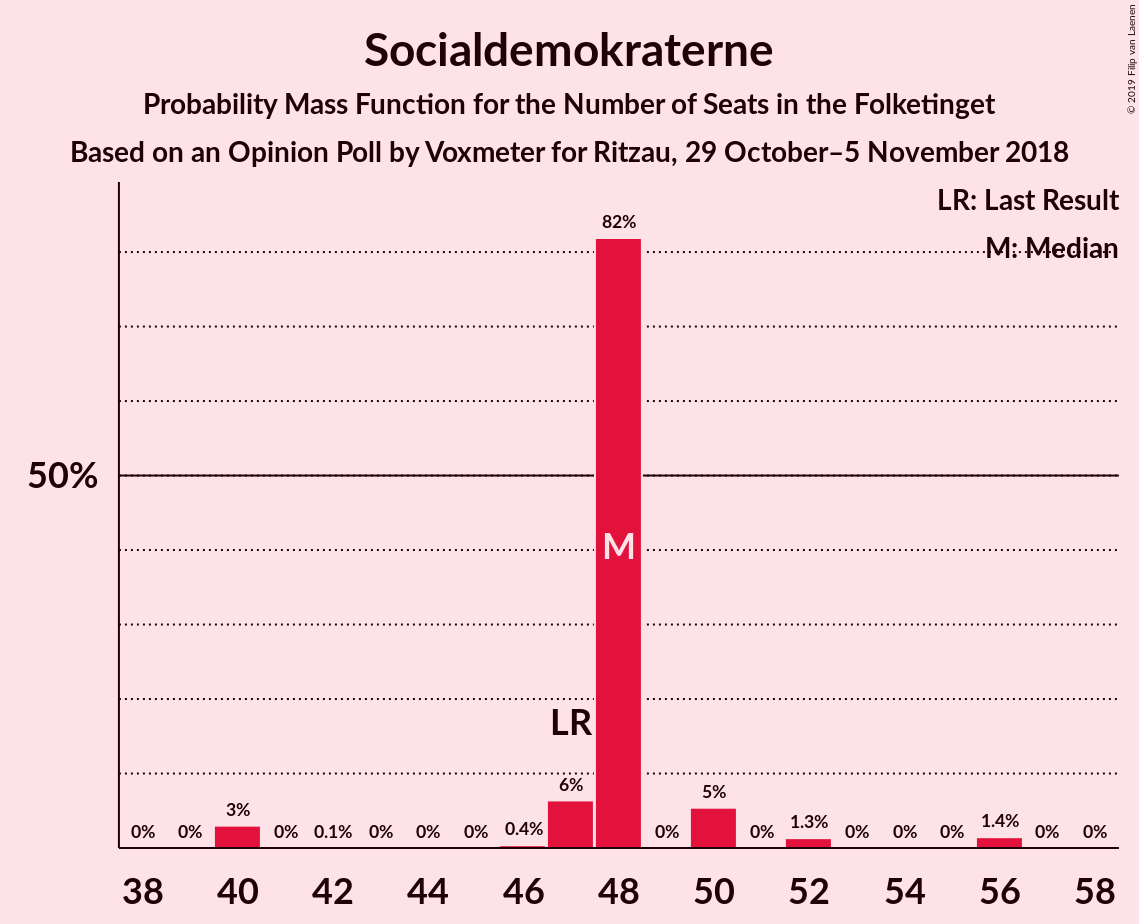 Socialdemokraterne
Probability Mass Function for the Number of Seats in the Folketinget
Based on an Opinion Poll by Voxmeter for Ritzau, 29 October–5 November 2018
© 2019 Filip van Laenen
LR: Last Result
M: Median
50%
0% 0% 3% 0% 0.1% 0% 0% 0% 0.4% 6% 82% 0% 5% 0% 1.3% 0% 0% 0% 1.4% 0% 0%
LR
M
38 40 42 44 46 48 50 52 54 56 58